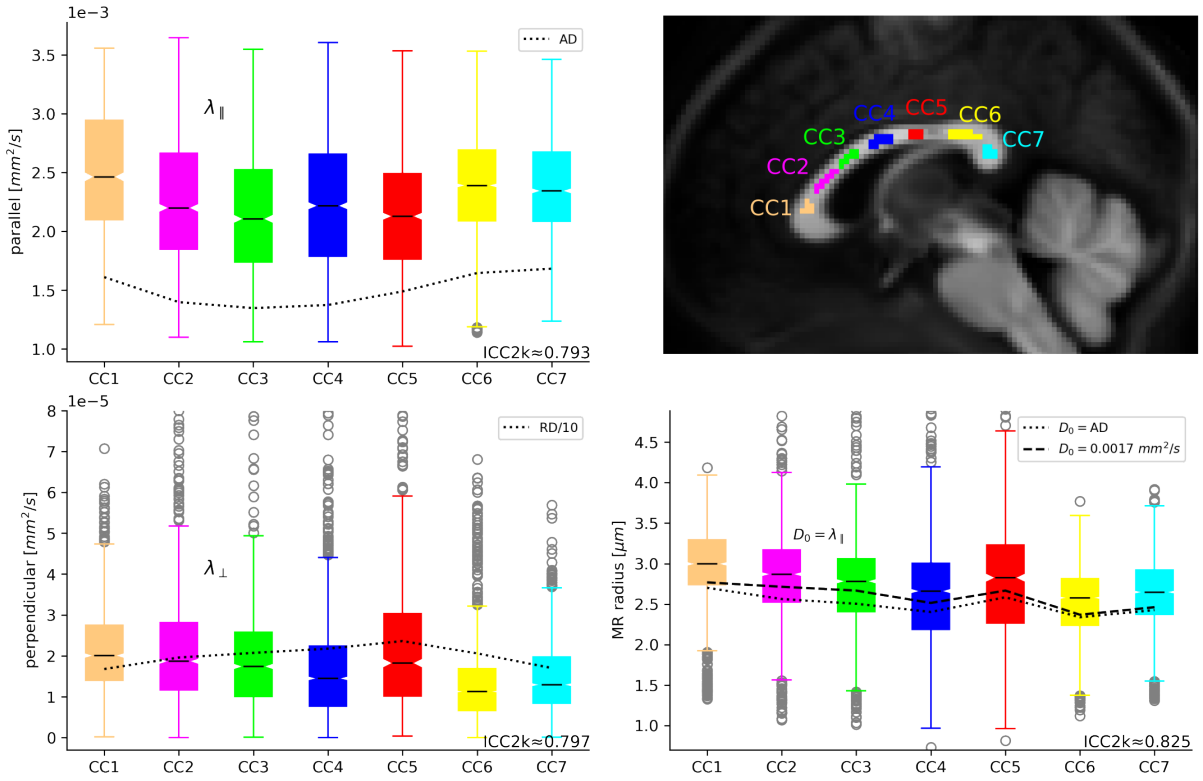 1e−3
parallel [mm²/s]
3.5
3.0
2.5
2.0
1.5
1.0
λ∥
AD
ICC2k≈0.793
CC1 CC2 CC3 CC4 CC5 CC6 CC7
CC1
CC2
CC3
CC4
CC5
CC6
CC7
1e−5
perpendicular [mm²/s]
8
7
6
5
4
3
2
1
0
λ⊥
RD/10
ICC2k≈0.797
CC1 CC2 CC3 CC4 CC5 CC6 CC7
MR radius [μm]
4.5
4.0
3.5
3.0
2.5
2.0
1.5
1.0
D₀ = AD
D₀ = 0.0017 mm²/s
D₀ = λ∥
ICC2k≈0.825
CC1 CC2 CC3 CC4 CC5 CC6 CC7